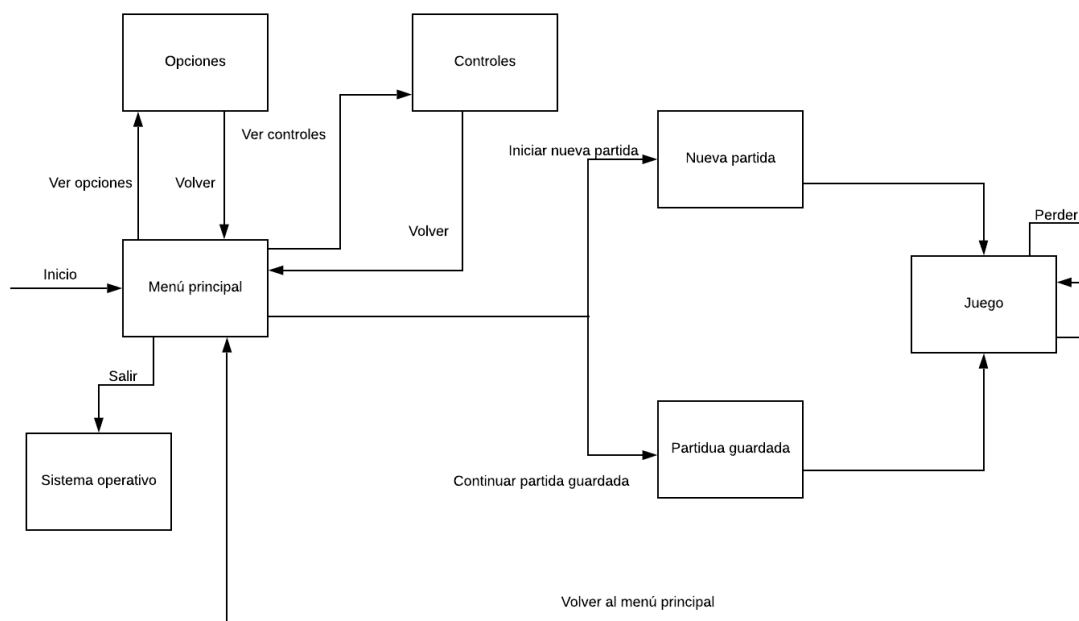 Opciones
Controles
Ver controles
Iniciar nueva partida
Nueva partida
Ver opciones
Volver
Perder
Volver
Inicio
Menú principal
Juego
Salir
Partidua guardada
Sistema operativo
Continuar partida guardada
Volver al menú principal